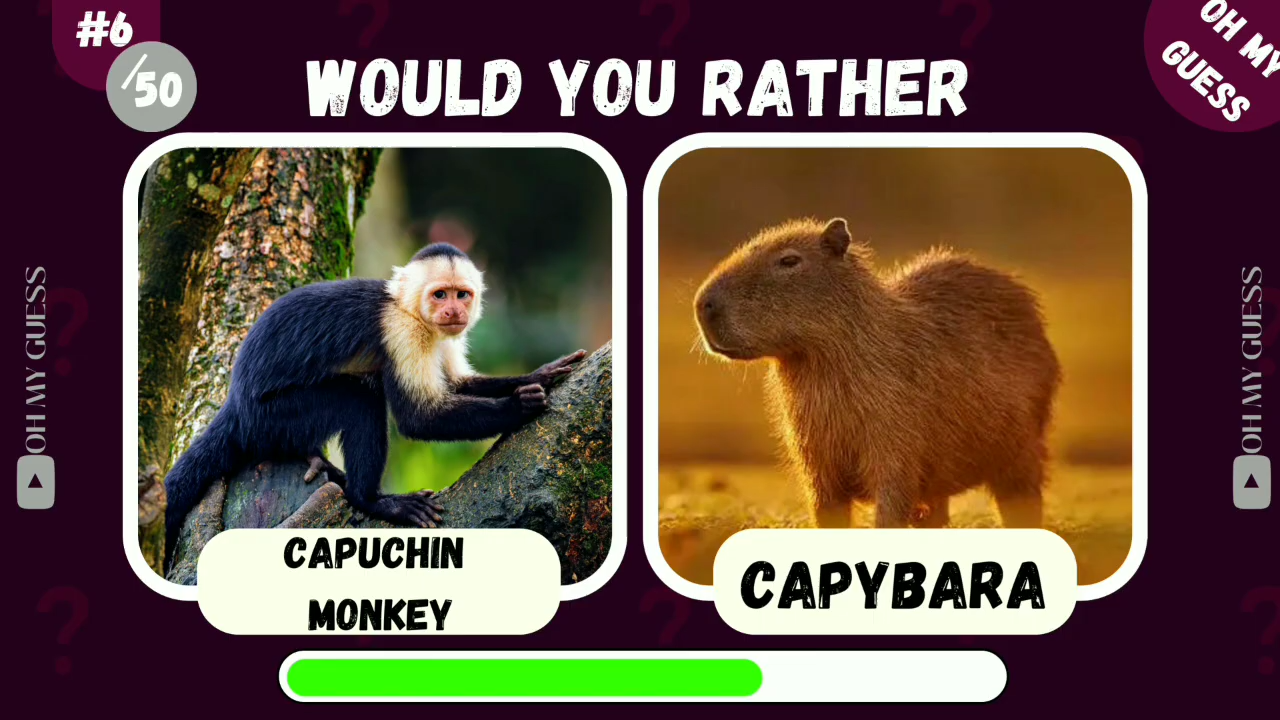 #6
/50
WOULD YOU RATHER
OH MY
GUESS
OH MY GUESS
OH MY GUESS
CAPUCHIN
MONKEY
CAPYBARA